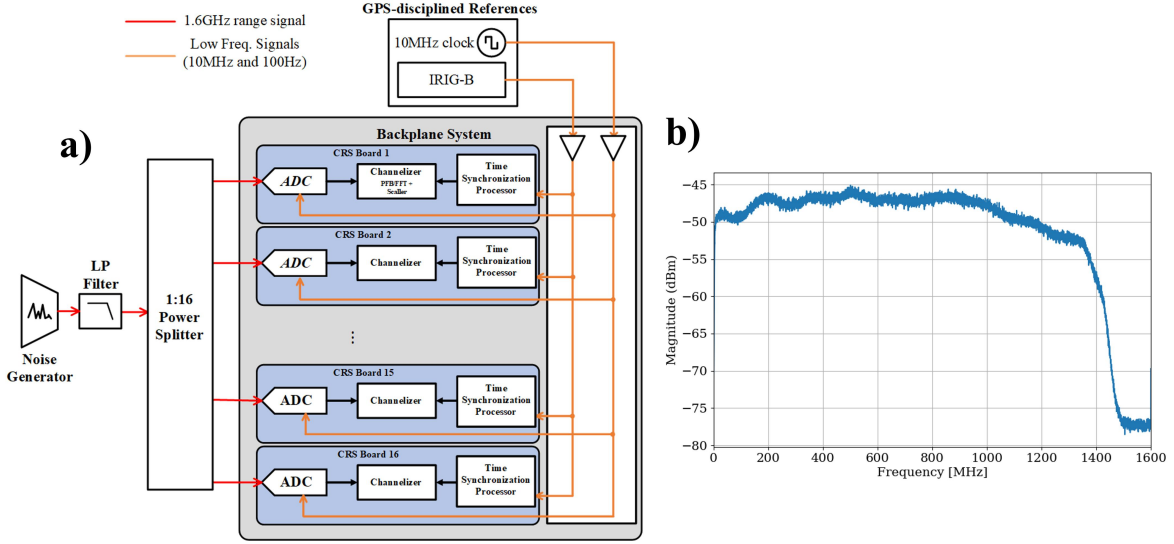 1.6GHz range signal
Low Freq. Signals
(10MHz and 100Hz)
GPS-disciplined References
10MHz clock
IRIG-B
a)
Backplane System
CRS Board 1
ADC
Channelizer
PFB/FFT +
Scaller
Time
Synchronization
Processor
CRS Board 2
ADC
Channelizer
Time
Synchronization
Processor
LP
Filter
Noise
Generator
1:16
Power
Splitter
...
CRS Board 15
ADC
Channelizer
Time
Synchronization
Processor
CRS Board 16
ADC
Channelizer
Time
Synchronization
Processor
b)
Magnitude (dBm)
−45
−50
−55
−60
−65
−70
−75
−80
0
200
400
600
800
1000
1200
1400
1600
Frequency [MHz]